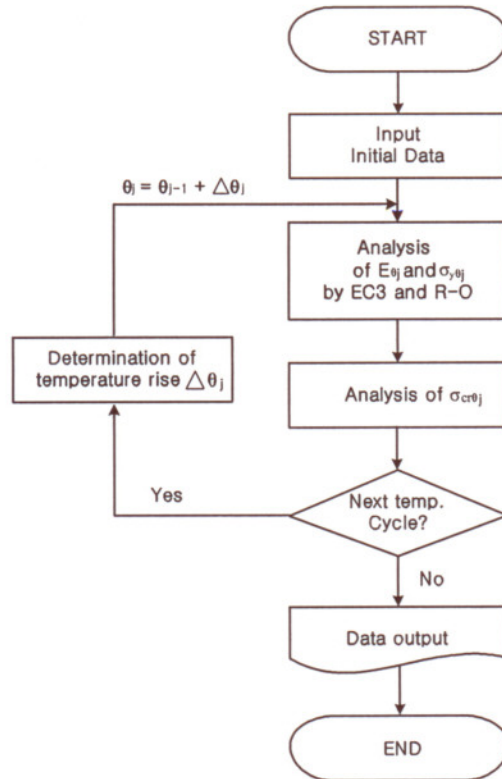 START
Input
Initial Data
θj = θj-1 + △θj
Analysis
of Eθj and σyθj
by EC3 and R-O
Determination of
temperature rise △θj
Analysis of σcrθj
Yes
Next temp.
Cycle?
No
Data output
END